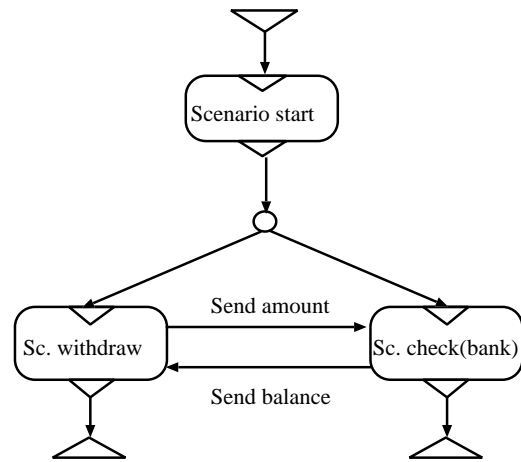 Scenario start
Send amount
Sc. withdraw
Sc. check(bank)
Send balance